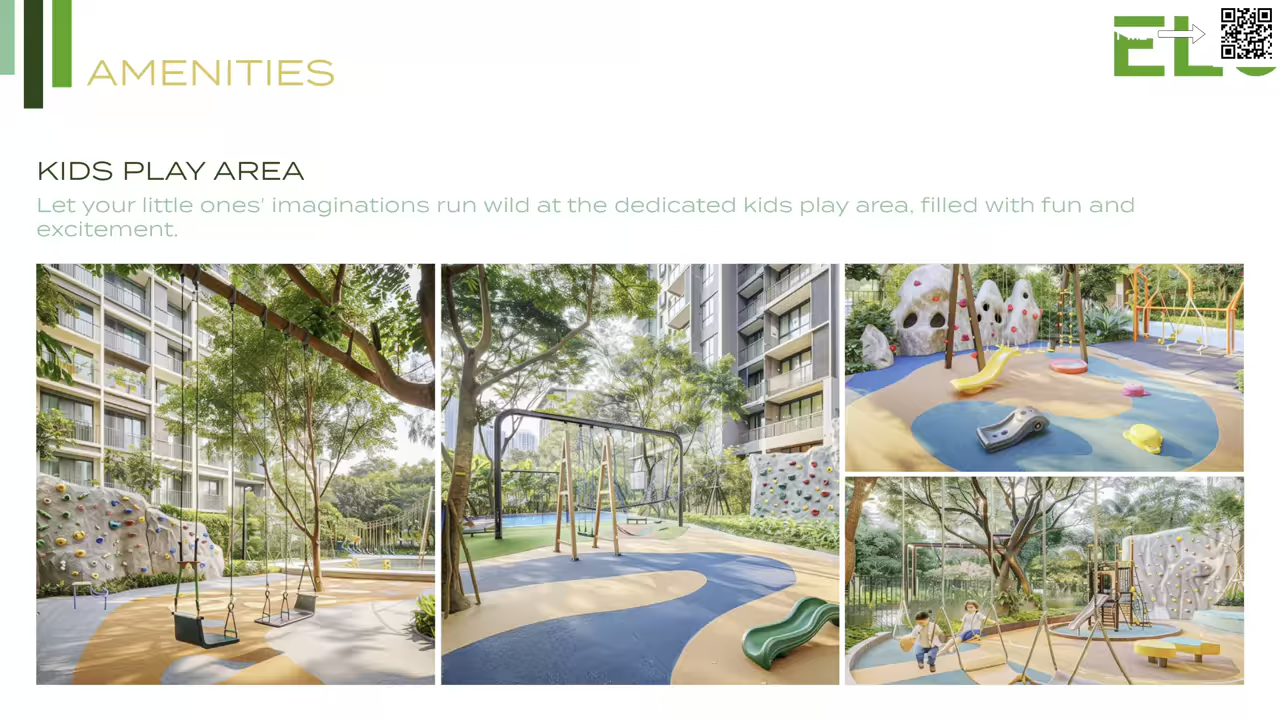 AMENITIES
KIDS PLAY AREA
Let your little ones' imaginations run wild at the dedicated kids play area, filled with fun and
excitement.